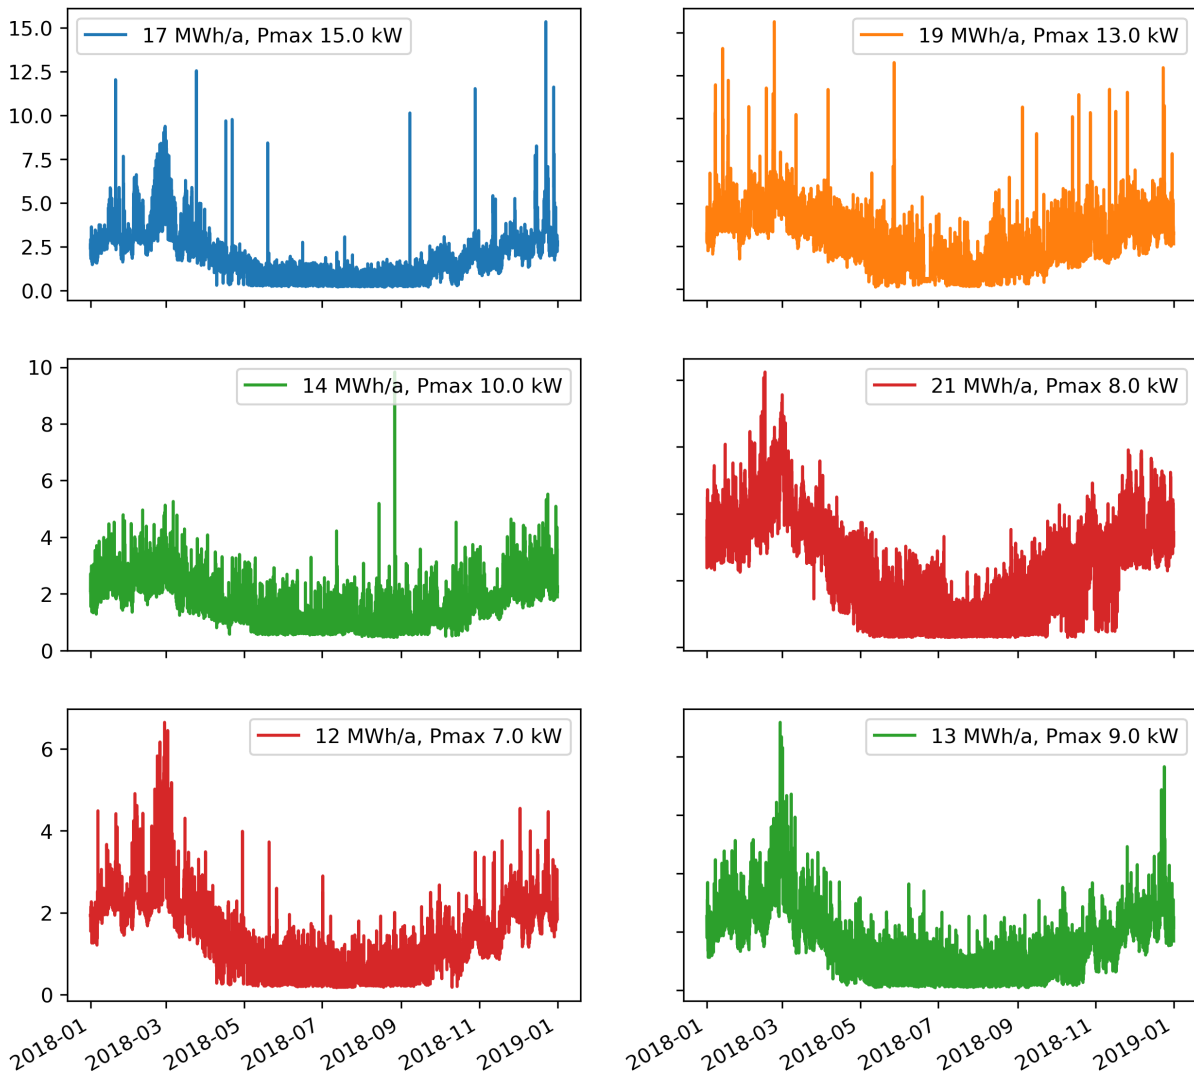 15.0
12.5
10.0
7.5
5.0
2.5
0.0
17 MWh/a, Pmax 15.0 kW
19 MWh/a, Pmax 13.0 kW
10
8
6
4
2
0
14 MWh/a, Pmax 10.0 kW
21 MWh/a, Pmax 8.0 kW
6
4
2
0
12 MWh/a, Pmax 7.0 kW
13 MWh/a, Pmax 9.0 kW
2018-01 2018-03 2018-05 2018-07 2018-09 2018-11 2019-01
2018-01 2018-03 2018-05 2018-07 2018-09 2018-11 2019-01